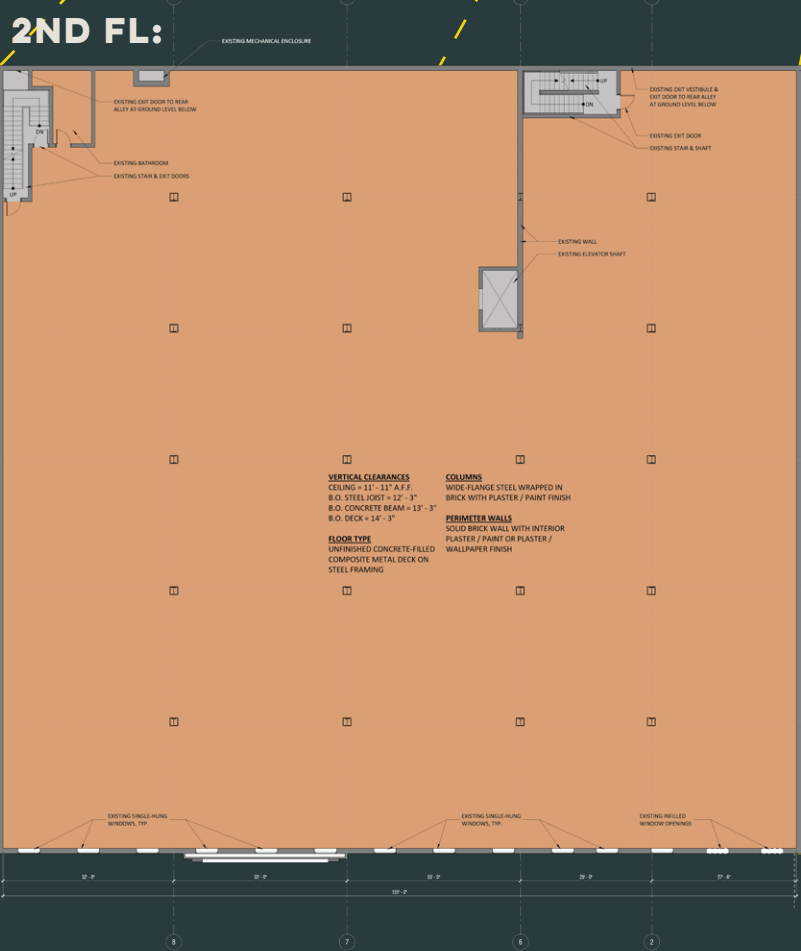 2ND FL:
EXISTING MECHANICAL ENCLOSURE
EXISTING EXIT DOOR TO REAR
ALLEY AT GROUND LEVEL BELOW
UP
DN
EXISTING EXIT VESTIBULE &
EXIT DOOR TO REAR ALLEY
AT GROUND LEVEL BELOW
DN
EXISTING EXIT DOOR
EXISTING STAIR & SHAFT
EXISTING BATHROOM
EXISTING STAIR & EXIT DOORS
UP
EXISTING WALL
EXISTING ELEVATOR SHAFT
VERTICAL CLEARANCES
CEILING = 11' - 11" A.F.F.
B.O. STEEL JOIST = 12' - 3"
B.O. CONCRETE BEAM = 13' - 3"
B.O. DECK = 14' - 3"
FLOOR TYPE
UNFINISHED CONCRETE-FILLED
COMPOSITE METAL DECK ON
STEEL FRAMING
COLUMNS
WIDE-FLANGE STEEL WRAPPED IN
BRICK WITH PLASTER / PAINT FINISH
PERIMETER WALLS
SOLID BRICK WALL WITH INTERIOR
PLASTER / PAINT OR PLASTER /
WALLPAPER FINISH
EXISTING SINGLE-HUNG
WINDOWS, TYP.
EXISTING SINGLE-HUNG
WINDOWS, TYP.
EXISTING INFILLED
WINDOW OPENINGS
8
7
6
2